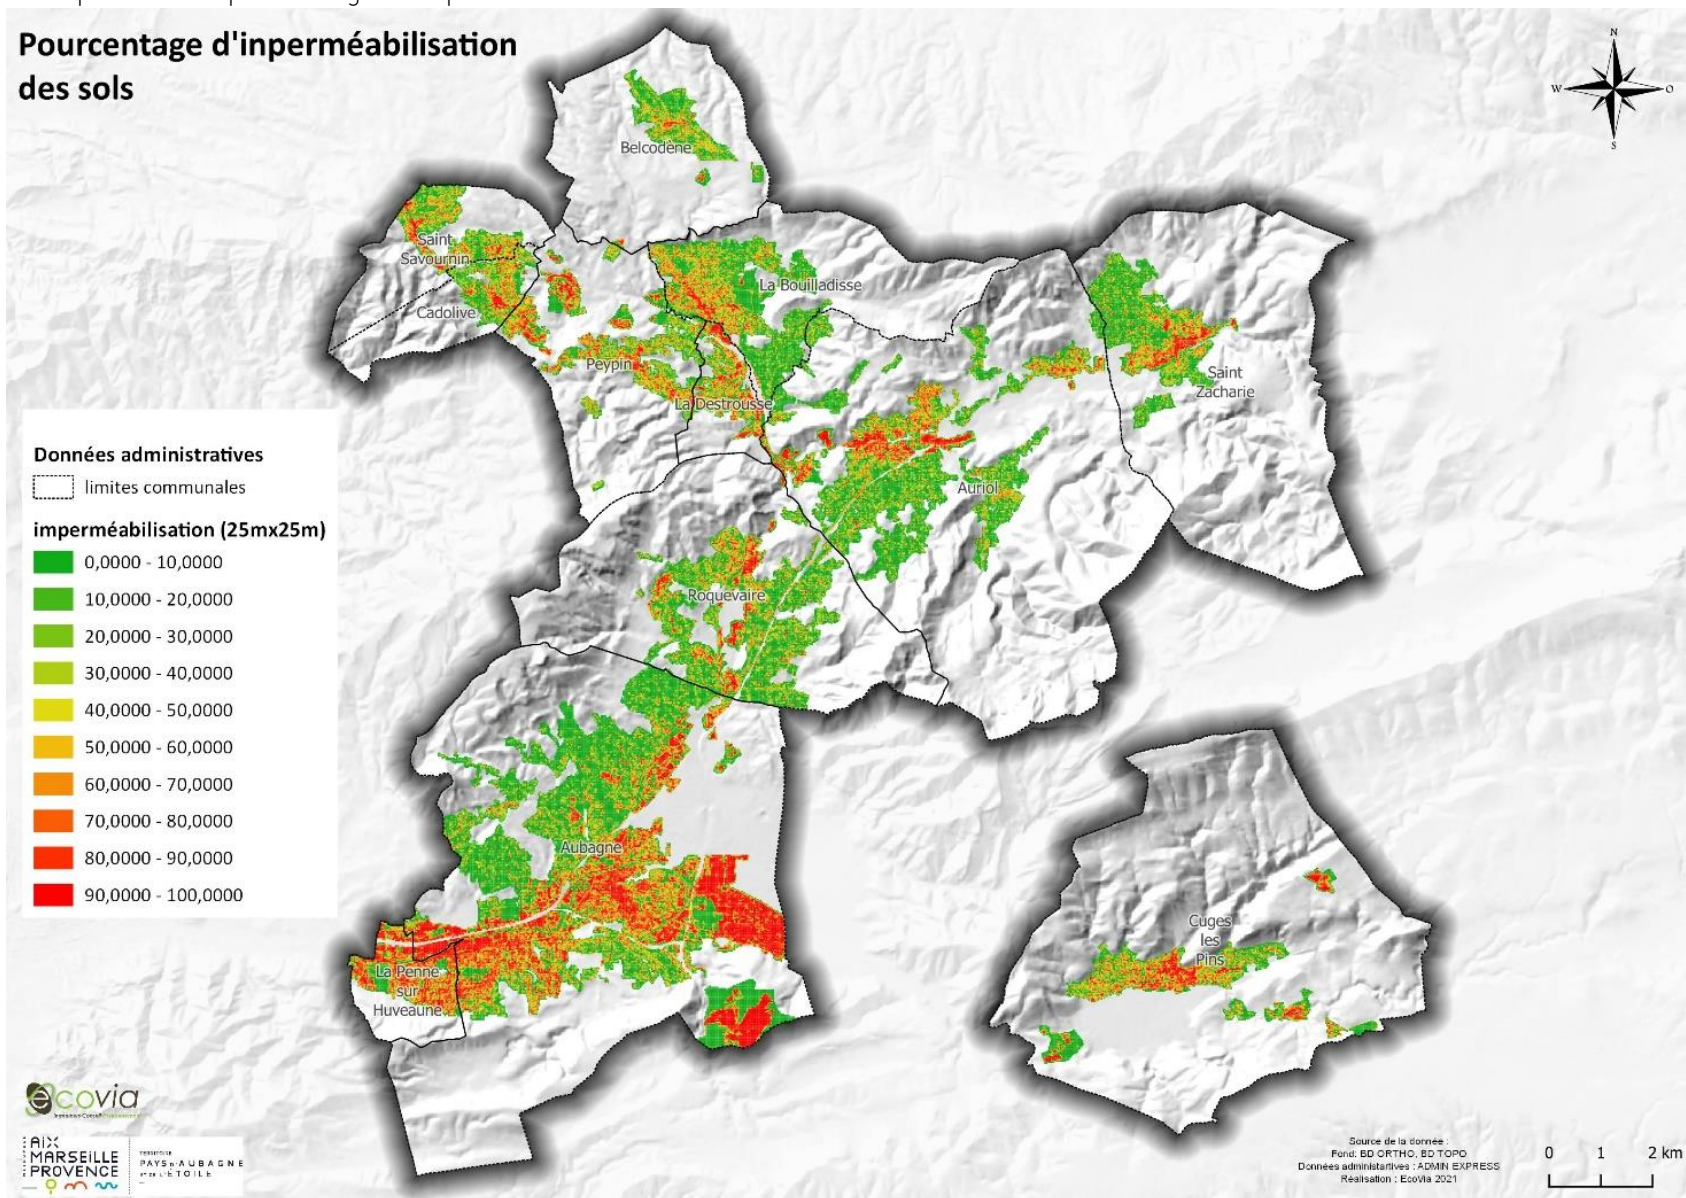 Pourcentage d'inperméabilisation
des sols
N
W
O
S
Belcodène
Saint
Savournin
La Bouilladisse
Cadolive
Peypin
Saint
Zacharie
La Destrousse
Auriol
Roquevaire
Aubagne
Cuges
les
Pins
La Penne
sur
Huveaune
Données administratives
limites communales
imperméabilisation (25mx25m)
0,0000 - 10,0000
10,0000 - 20,0000
20,0000 - 30,0000
30,0000 - 40,0000
40,0000 - 50,0000
50,0000 - 60,0000
60,0000 - 70,0000
70,0000 - 80,0000
80,0000 - 90,0000
90,0000 - 100,0000
ecovia
AIX
MARSEILLE
PROVENCE
TERRITOIRE
PAYS D'AUBAGNE
ET DE L'ÉTOILE
Source de la donnée :
Fond: BD ORTHO, BD TOPO
Données administartives : ADMIN EXPRESS
Réalisation : EcoVia 2021
0 1 2 km